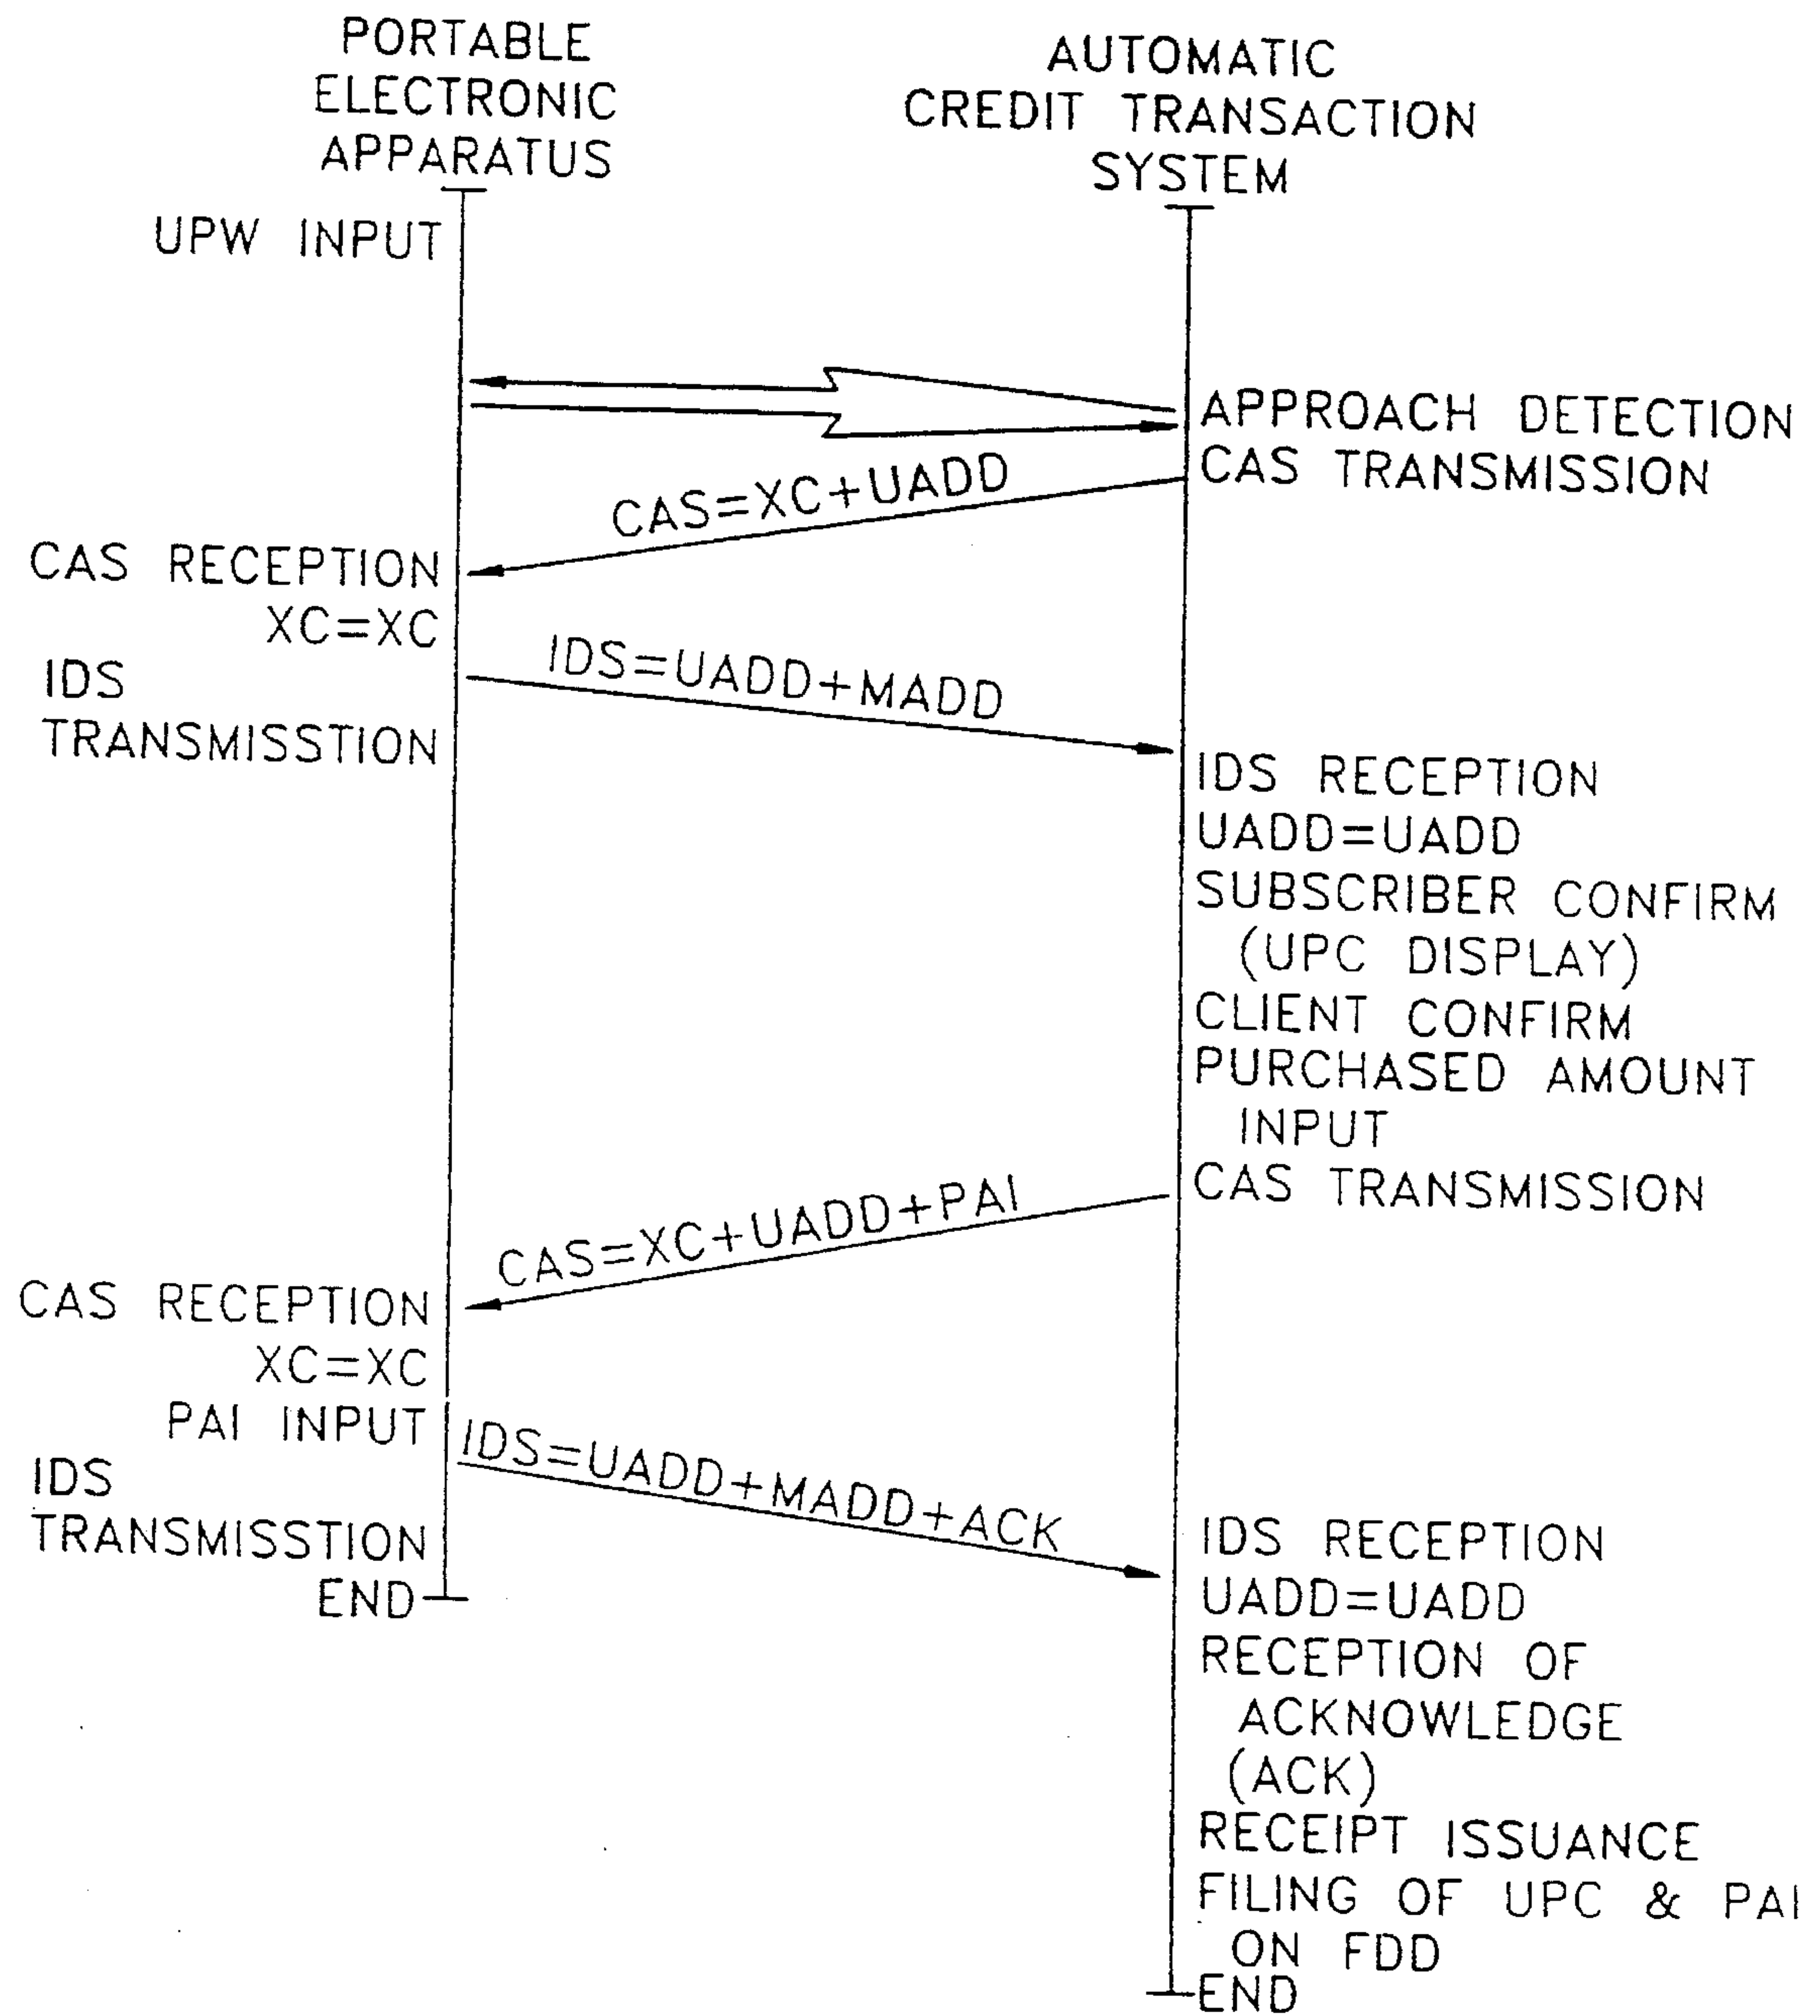 PORTABLE
ELECTRONIC
APPARATUS
AUTOMATIC
CREDIT TRANSACTION
SYSTEM
UPW INPUT
APPROACH DETECTION
CAS TRANSMISSION
CAS=XC+UADD
CAS RECEPTION
XC=XC
IDS
TRANSMISSTION
IDS=UADD+MADD
IDS RECEPTION
UADD=UADD
SUBSCRIBER CONFIRM
(UPC DISPLAY)
CLIENT CONFIRM
PURCHASED AMOUNT
INPUT
CAS TRANSMISSION
CAS=XC+UADD+PAI
CAS RECEPTION
XC=XC
PAI INPUT
IDS
TRANSMISSTION
END
IDS=UADD+MADD+ACK
IDS RECEPTION
UADD=UADD
RECEPTION OF
ACKNOWLEDGE
(ACK)
RECEIPT ISSUANCE
FILING OF UPC & PAI
ON FDD
END